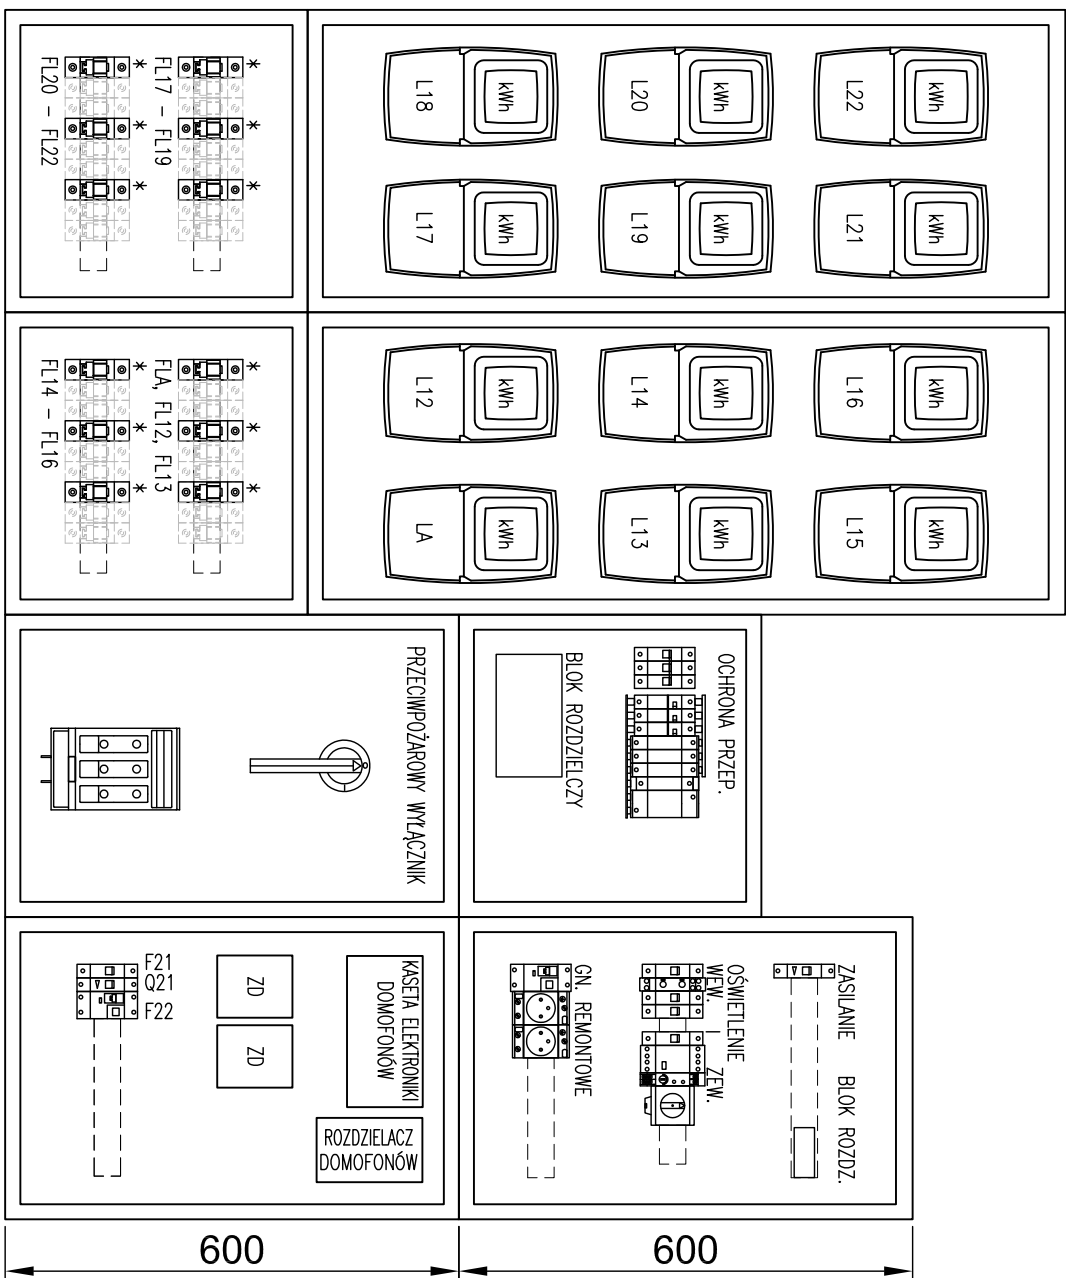 FL20 - FL22
FL17 - FL19
L18
kWh
L20
kWh
L22
kWh
L17
kWh
L19
kWh
L21
kWh
*
*
*
*
*
*
FL14 - FL16
FLA, FL12, FL13
L12
kWh
L14
kWh
L16
kWh
LA
kWh
L13
kWh
L15
kWh
*
*
*
*
*
*
PRZECIWPOŻAROWY WYŁĄCZNIK
BLOK ROZDZIELCZY
OCHRONA PRZEP.
F21
Q21
F22
ZD
ZD
KASETA ELEKTRONIKI
DOMOFONÓW
ROZDZIELACZ
DOMOFONÓW
GN. REMONTOWE
OŚWIETLENIE
WEW. I ZEW.
ZASILANIE
BLOK ROZDZ.
600
600